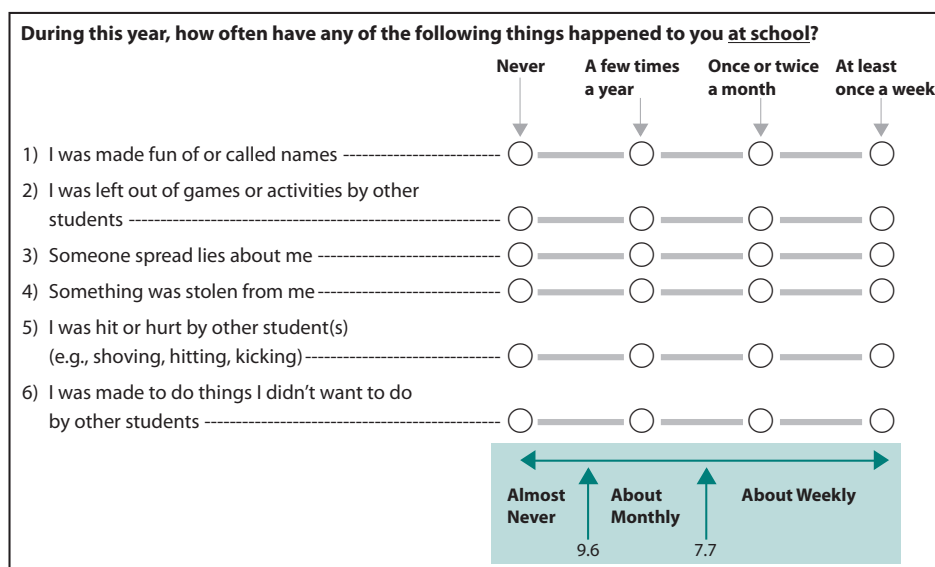 During this year, how often have any of the following things happened to you at school?
Never A few times a year Once or twice a month At least once a week
1) I was made fun of or called names
2) I was left out of games or activities by other
students
3) Someone spread lies about me
4) Something was stolen from me
5) I was hit or hurt by other student(s)
(e.g., shoving, hitting, kicking)
6) I was made to do things I didn't want to do
by other students
Almost Never About Monthly About Weekly
9.6 7.7